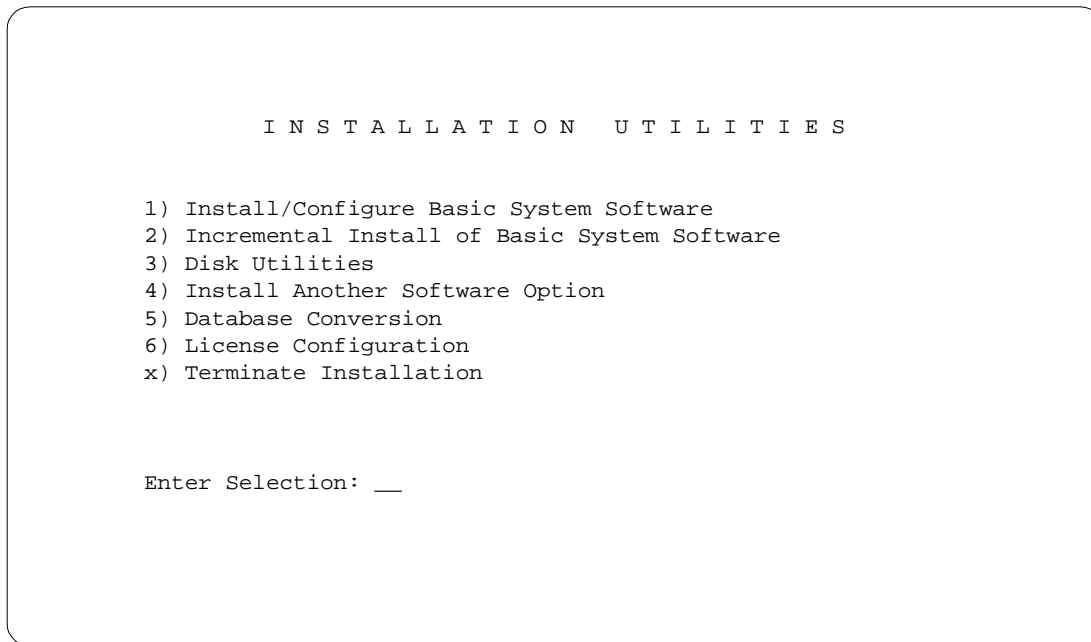 I N S T A L L A T I O N   U T I L I T I E S
1) Install/Configure Basic System Software
2) Incremental Install of Basic System Software
3) Disk Utilities
4) Install Another Software Option
5) Database Conversion
6) License Configuration
x) Terminate Installation
Enter Selection: __